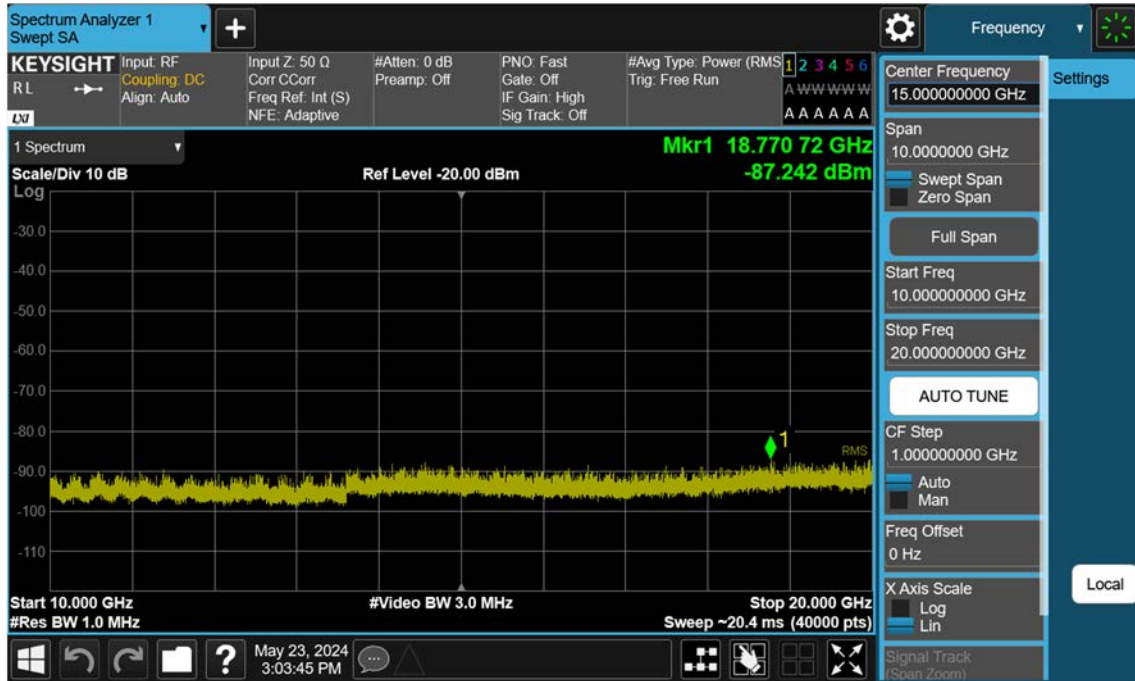 Spectrum Analyzer 1
Swept SA
Frequency
KEYSIGHT
R L
LXI
Input: RF
Coupling: DC
Align: Auto
Input Z: 50 Ω
Corr CCorr
Freq Ref: Int (S)
NFE: Adaptive
#Atten: 0 dB
Preamp: Off
PNO: Fast
Gate: Off
IF Gain: High
Sig Track: Off
#Avg Type: Power (RMS
Trig: Free Run
1 2 3 4 5 6
A W W W W W
A A A A A A
1 Spectrum
Mkr1 18.770 72 GHz
Scale/Div 10 dB
Ref Level -20.00 dBm
-87.242 dBm
Log
-30.0
-40.0
-50.0
-60.0
-70.0
-80.0
1
RMS
-90.0
-100
-110
Start 10.000 GHz
#Video BW 3.0 MHz
Stop 20.000 GHz
#Res BW 1.0 MHz
Sweep ~20.4 ms (40000 pts)
Center Frequency
15.000000000 GHz
Settings
Span
10.0000000 GHz
Swept Span
Zero Span
Full Span
Start Freq
10.000000000 GHz
Stop Freq
20.000000000 GHz
AUTO TUNE
CF Step
1.000000000 GHz
Auto
Man
Freq Offset
0 Hz
X Axis Scale
Log
Lin
Local
Signal Track
(Span Zoom)
?
May 23, 2024
3:03:45 PM